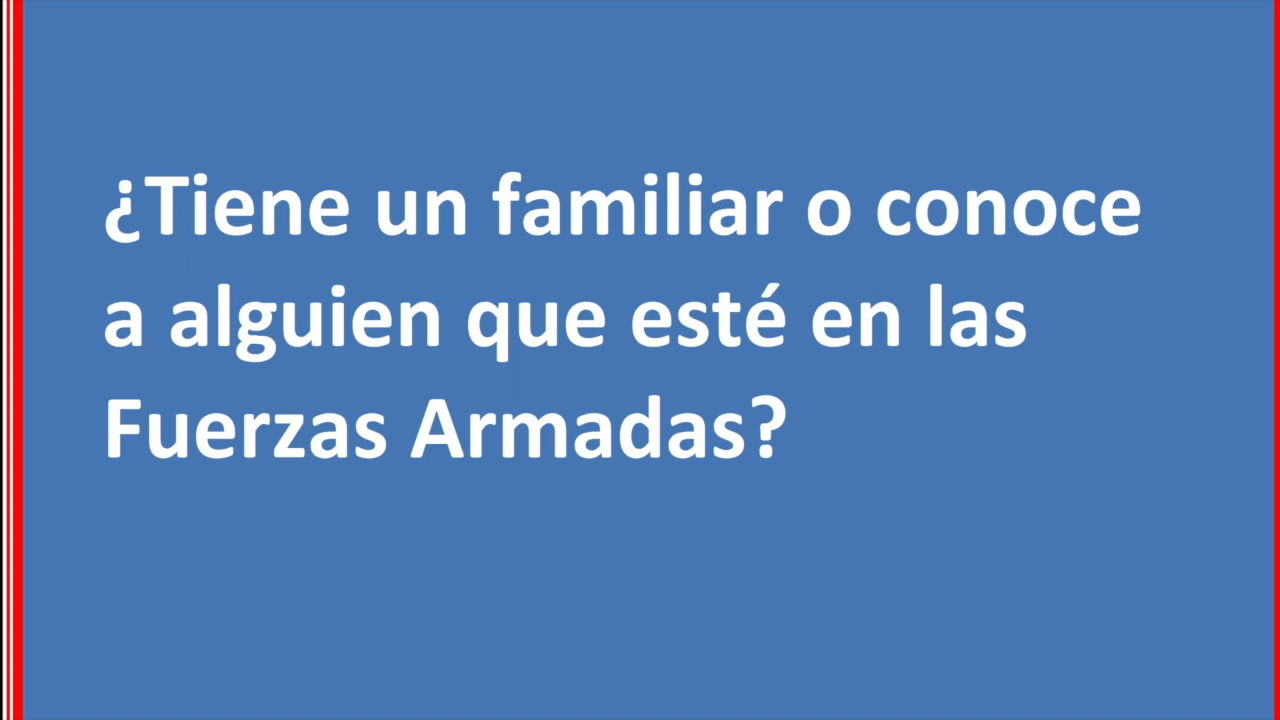 ¿Tiene un familiar o conoce
a alguien que esté en las
Fuerzas Armadas?